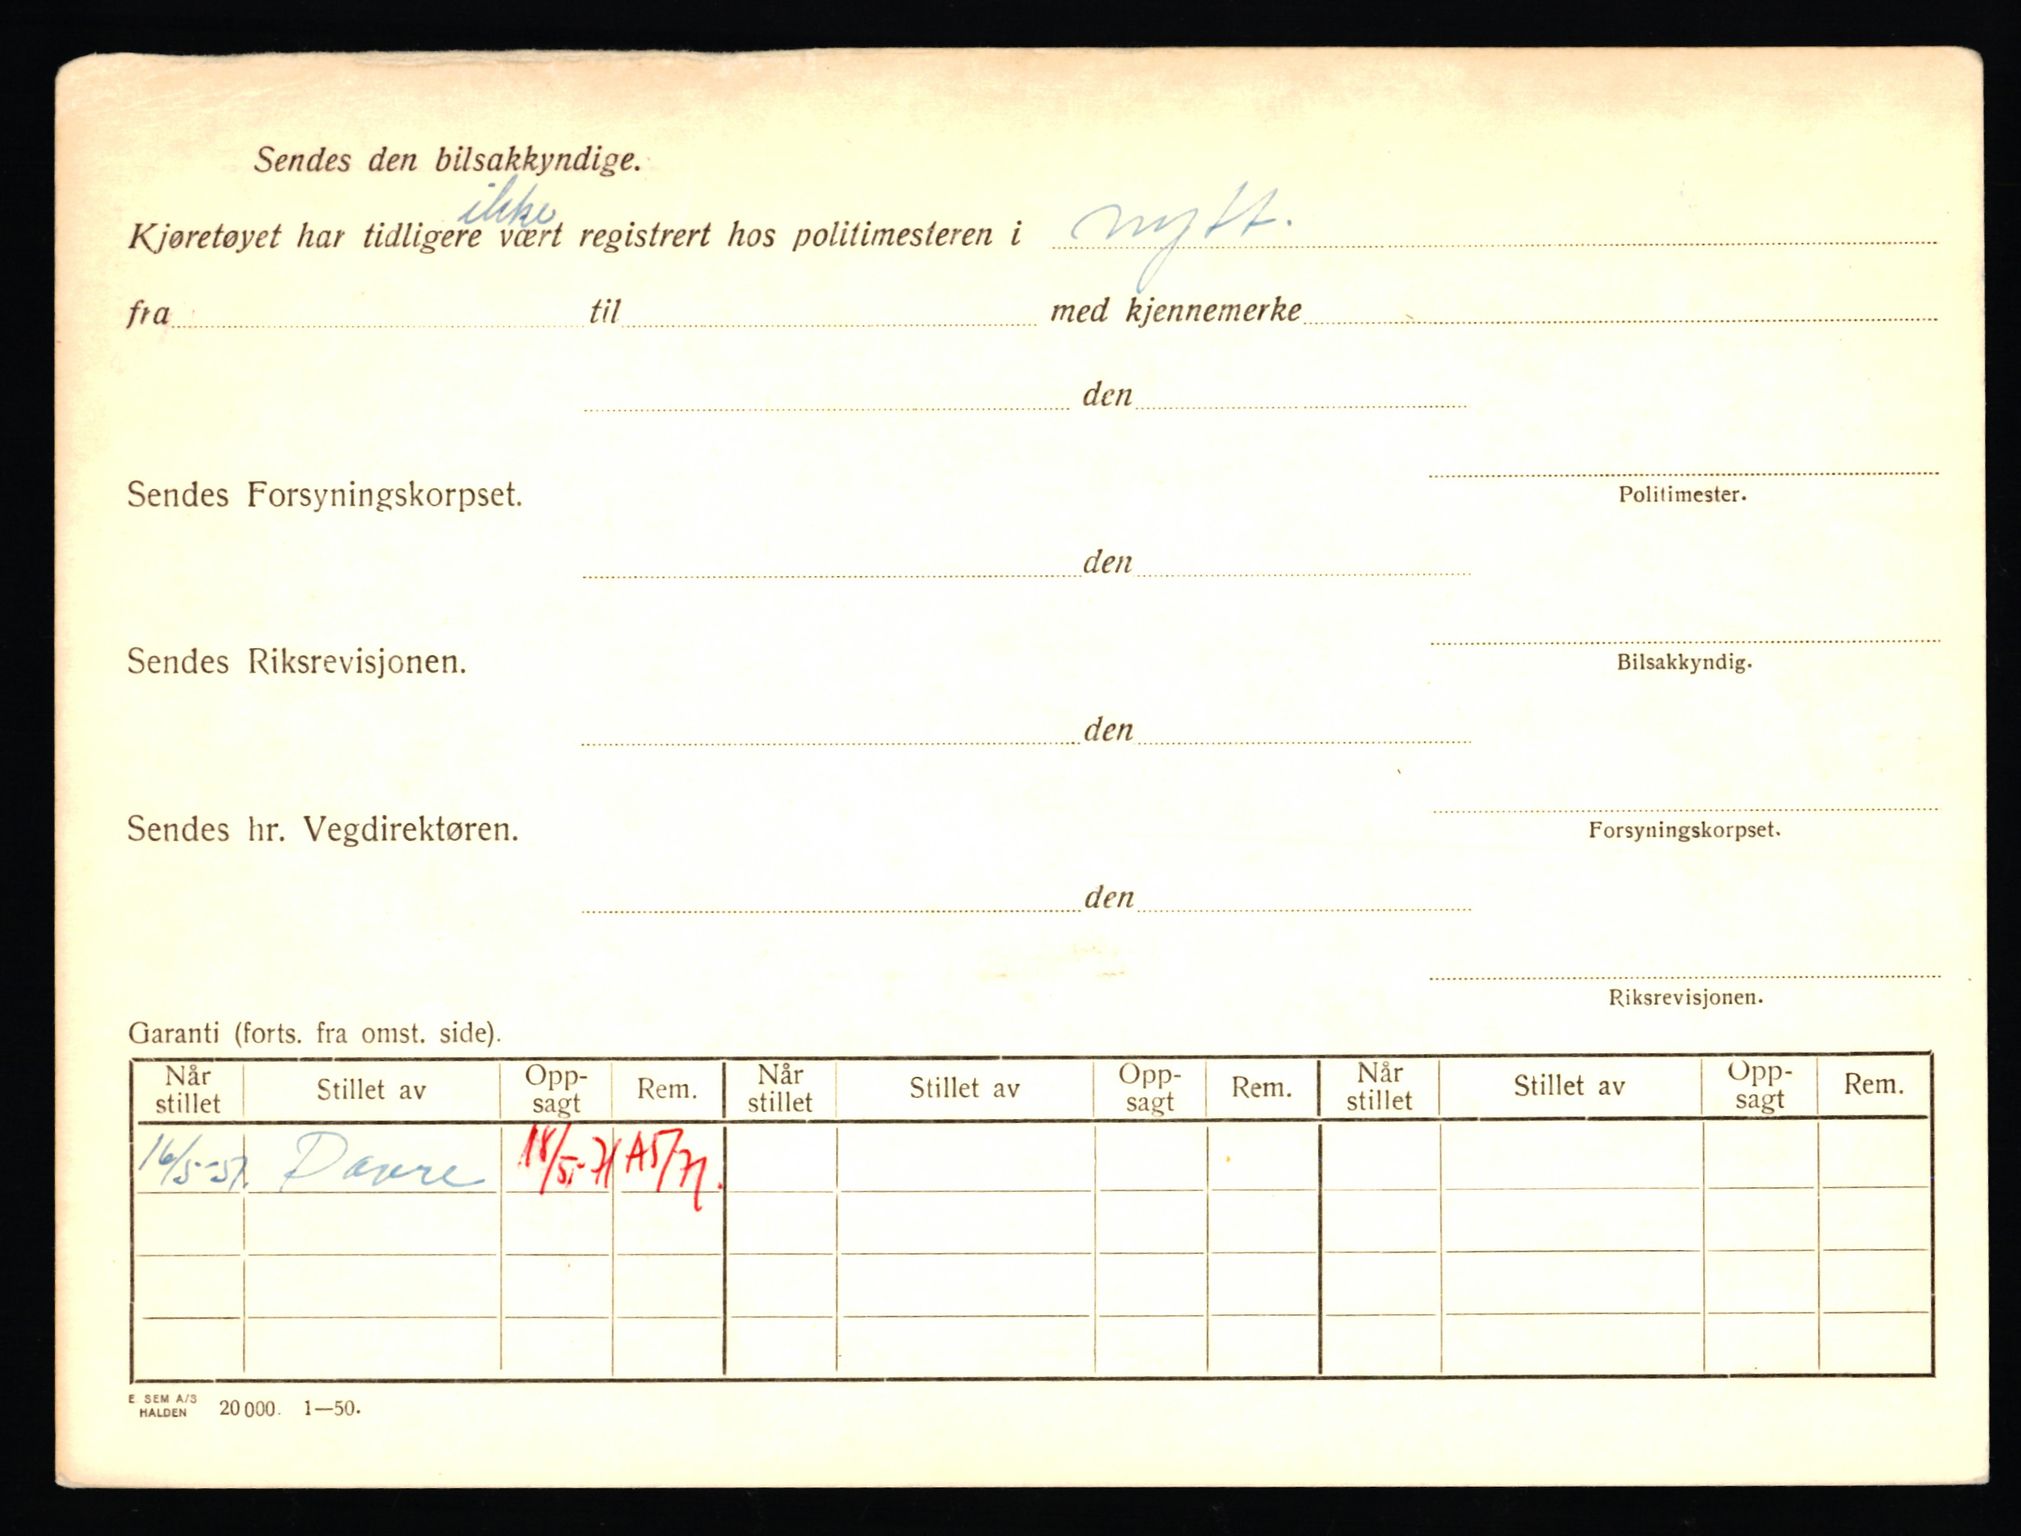 Sendes den bilsakkyndige.
ikke
Kjøretøyet har tidligere vært registrert hos politimesteren i nytt.
fra til med kjennemerke
den
Politimester.
Sendes Forsyningskorpset.
den
Bilsakkyndig.
Sendes Riksrevisjonen.
den
Forsyningskorpset.
Sendes hr. Vegdirektøren.
den
Riksrevisjonen.
Garanti (forts. fra omst. side).
Når stillet Stillet av Opp-sagt Rem. Når stillet Stillet av Opp-sagt Rem. Når stillet Stillet av Opp-sagt Rem.
16/5-57. Dovre 18/5-71 A5/71.
E. SEM A/S
HALDEN 20 000. 1—50.